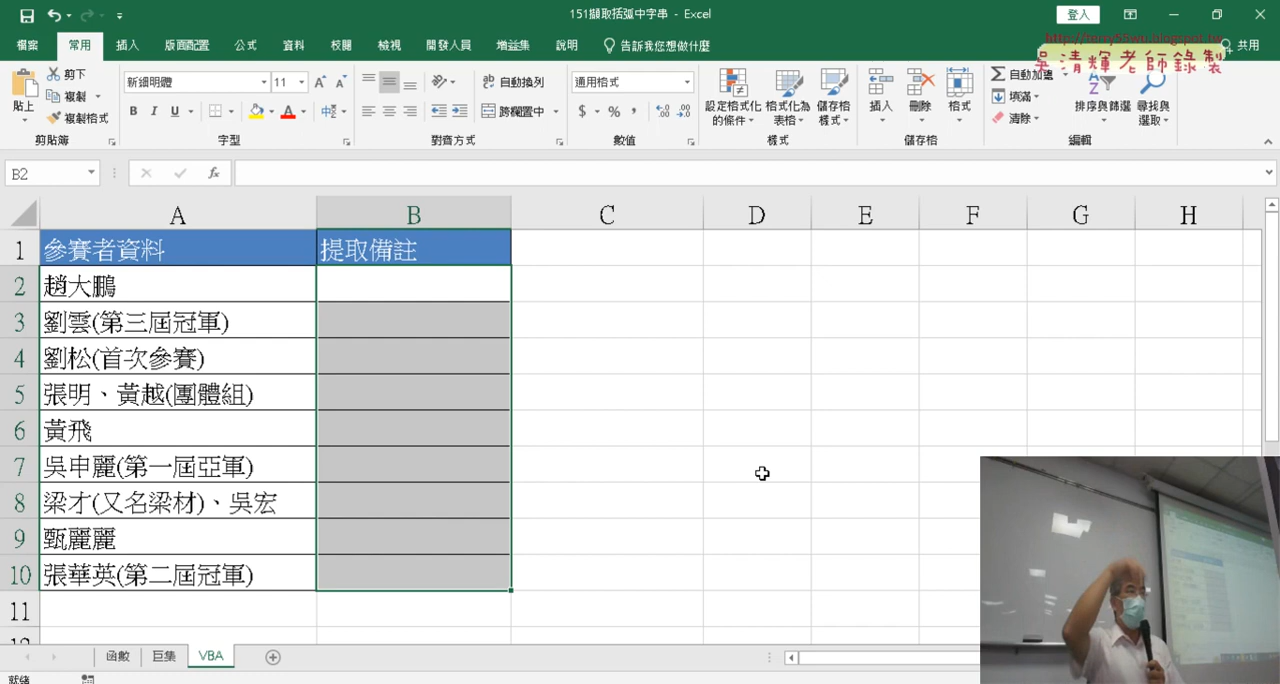 151擷取括弧中字串 - Excel
登入
檔案 常用 插入 版面配置 公式 資料 校閱 檢視 開發人員 增益集 說明 告訴我您想做什麼 共用
http://terry55wu.blogspot.tw
吳清輝老師錄製
貼上 剪下 複製 複製格式 剪貼簿
新細明體 11 B I U 字型
自動換列 跨欄置中 對齊方式
通用格式 $ % , 數值
設定格式化的條件 格式化為表格 儲存格樣式 樣式
插入 刪除 格式 儲存格
自動加總 填滿 清除 排序與篩選 尋找與選取 編輯
B2 fx
A B C D E F G H
1 參賽者資料 提取備註
2 趙大鵬
3 劉雲(第三屆冠軍)
4 劉松(首次參賽)
5 張明、黃越(團體組)
6 黃飛
7 吳申麗(第一屆亞軍)
8 梁才(又名梁材)、吳宏
9 甄麗麗
10 張華英(第二屆冠軍)
11
函數 巨集 VBA
就緒